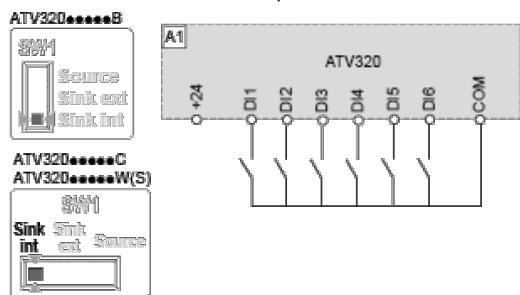 ATV320●●●●●B
SW1
Source
Sink ext
Sink int
ATV320●●●●●C
ATV320●●●●●W(S)
SW1
Sink int
Sink ext
Source
A1
ATV320
+24
DI1
DI2
DI3
DI4
DI5
DI6
COM